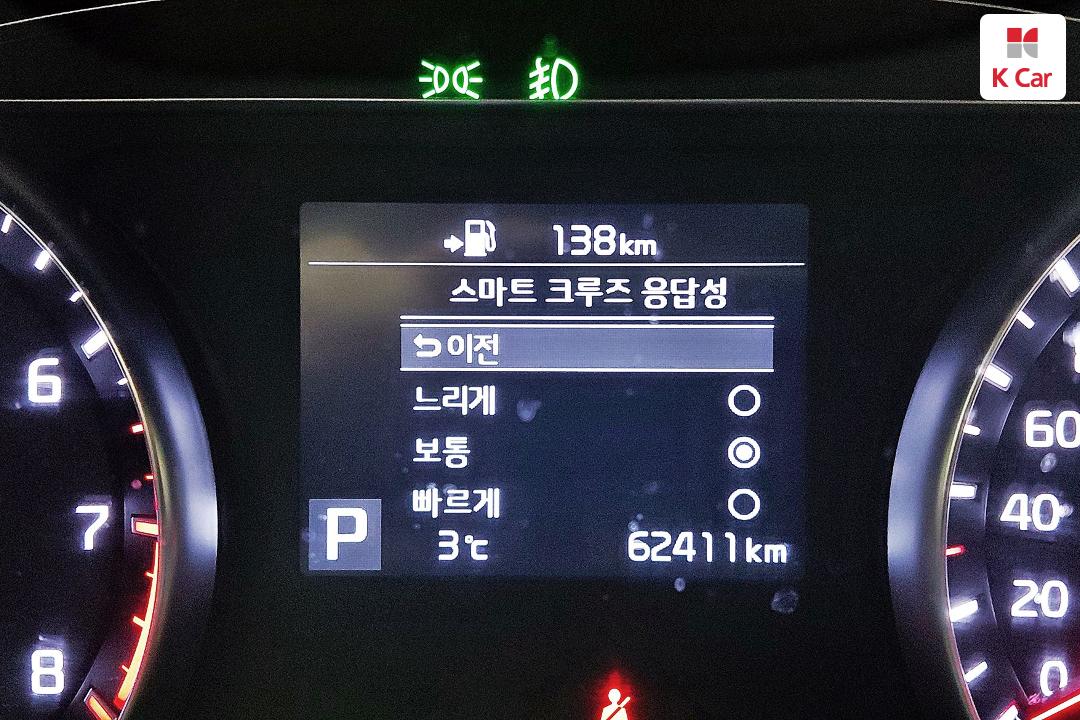 K Car
138km
스마트 크루즈 응답성
이전
느리게
보통
빠르게
P
3℃
62411km
6
7
8
60
40
20
0